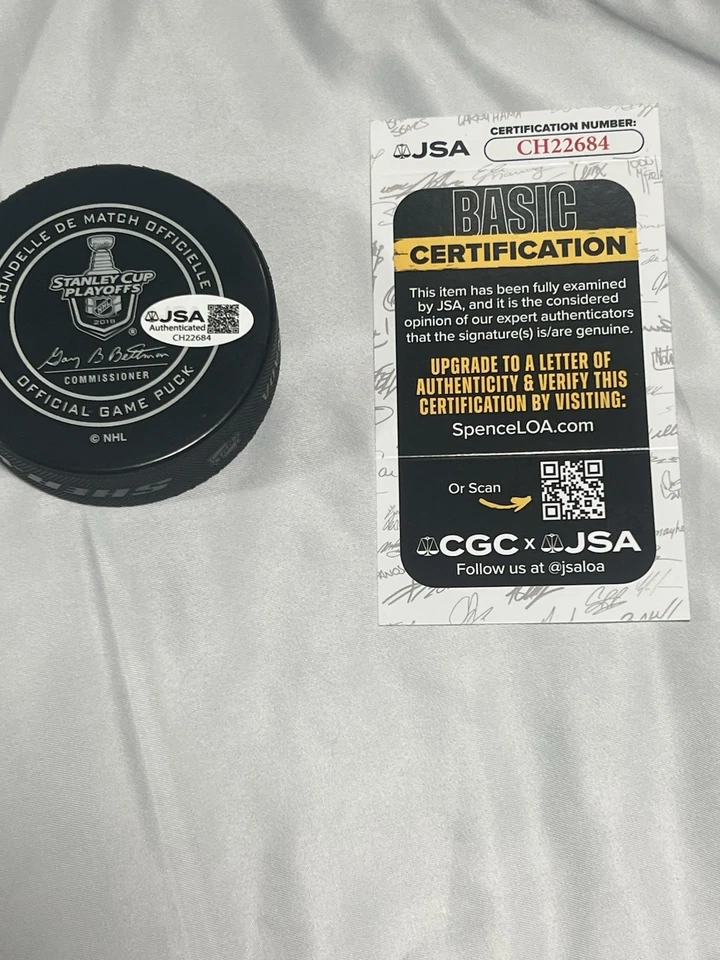 RONDELLE DE MATCH OFFICIELLE
STANLEY CUP
PLAYOFFS
NHL
2018
®
Gary B Bettman
COMMISSIONER
OFFICIAL GAME PUCK
© NHL
JSA
Authenticated
CH22684
JSA
CERTIFICATION NUMBER:
CH22684
BASIC
CERTIFICATION
This item has been fully examined
by JSA, and it is the considered
opinion of our expert authenticators
that the signature(s) is/are genuine.
UPGRADE TO A LETTER OF
AUTHENTICITY & VERIFY THIS
CERTIFICATION BY VISITING:
SpenceLOA.com
Or Scan
CGC x JSA
Follow us at @jsaloa